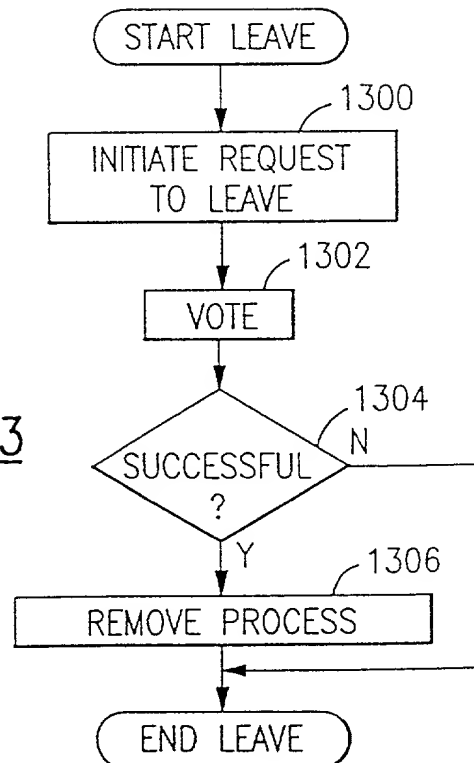 START LEAVE
1300
INITIATE REQUEST
TO LEAVE
1302
VOTE
1304
3
N
SUCCESSFUL
?
Y
1306
REMOVE PROCESS
END LEAVE